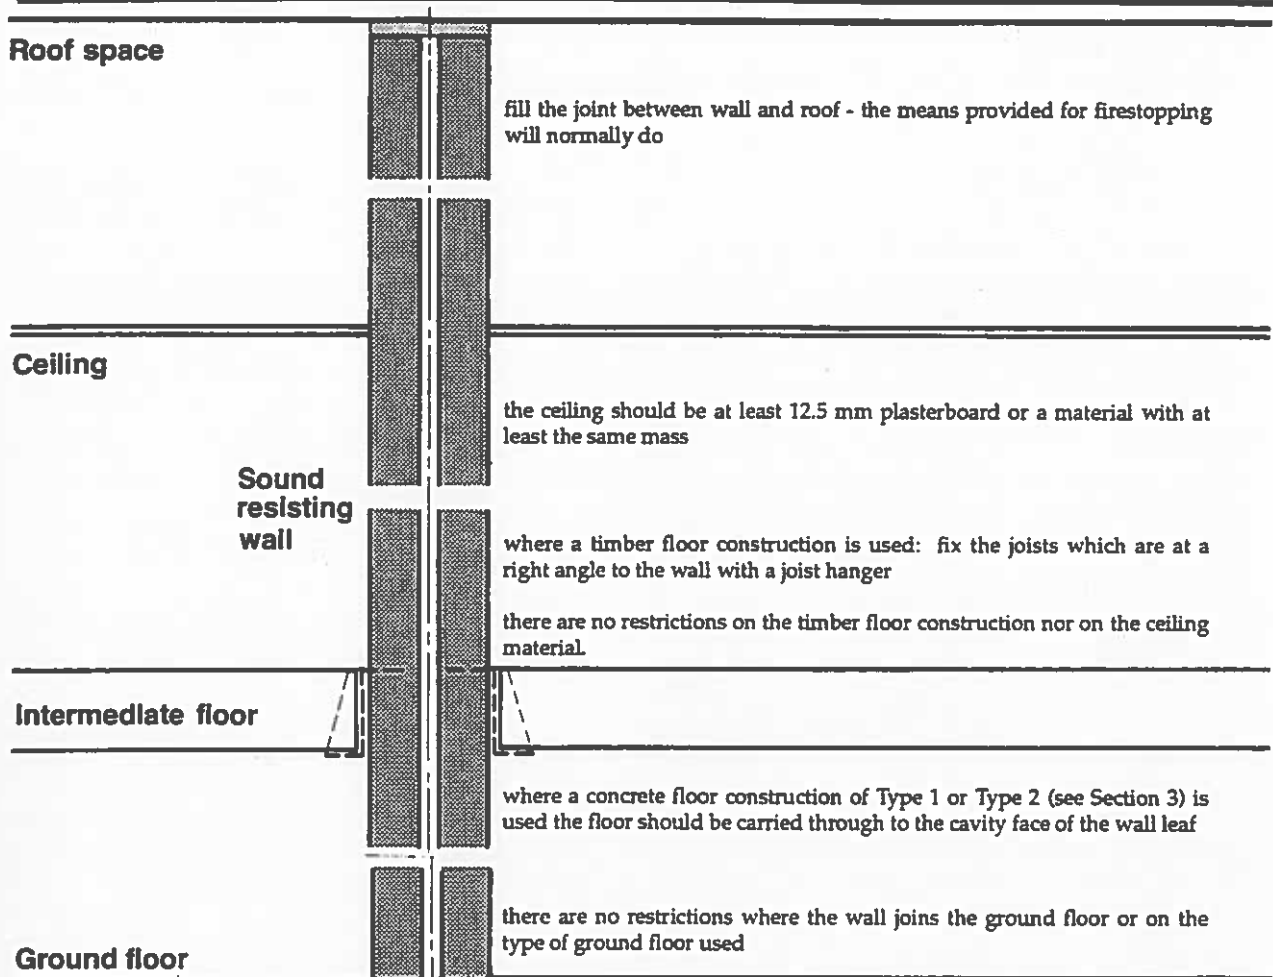 Roof space
fill the joint between wall and roof - the means provided for firestopping
will normally do
Ceiling
the ceiling should be at least 12.5 mm plasterboard or a material with at
least the same mass
Sound
resisting
wall
where a timber floor construction is used: fix the joists which are at a
right angle to the wall with a joist hanger
there are no restrictions on the timber floor construction nor on the ceiling
material.
Intermediate floor
where a concrete floor construction of Type 1 or Type 2 (see Section 3) is
used the floor should be carried through to the cavity face of the wall leaf
there are no restrictions where the wall joins the ground floor or on the
type of ground floor used
Ground floor